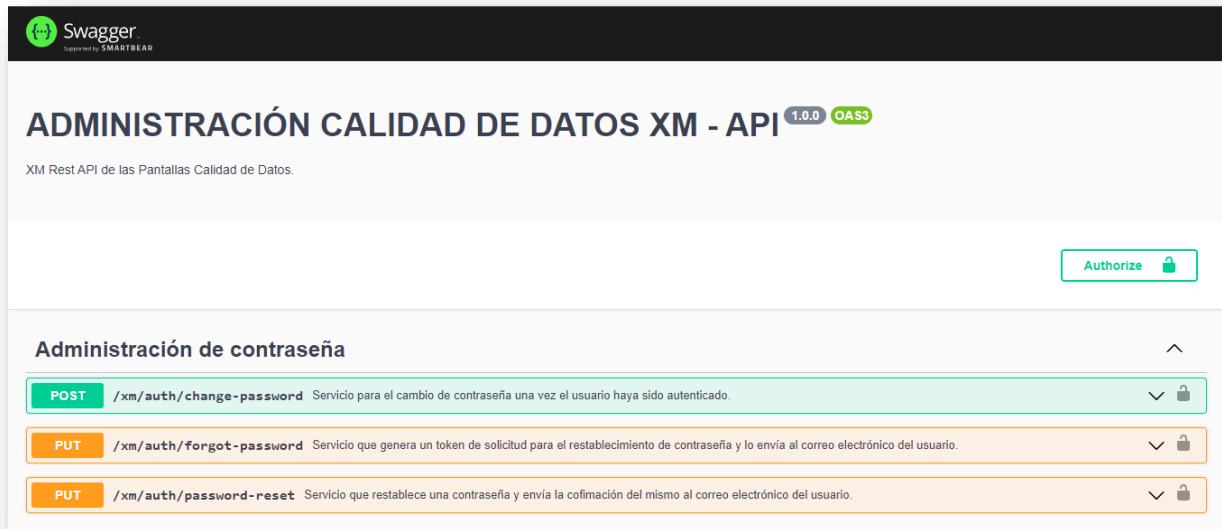 Swagger.
Supported by SMARTBEAR
ADMINISTRACIÓN CALIDAD DE DATOS XM - API 1.0.0 OAS3
XM Rest API de las Pantallas Calidad de Datos.
Authorize
Administración de contraseña
POST /xm/auth/change-password Servicio para el cambio de contraseña una vez el usuario haya sido autenticado.
PUT /xm/auth/forgot-password Servicio que genera un token de solicitud para el restablecimiento de contraseña y lo envía al correo electrónico del usuario.
PUT /xm/auth/password-reset Servicio que restablece una contraseña y envía la cofimación del mismo al correo electrónico del usuario.